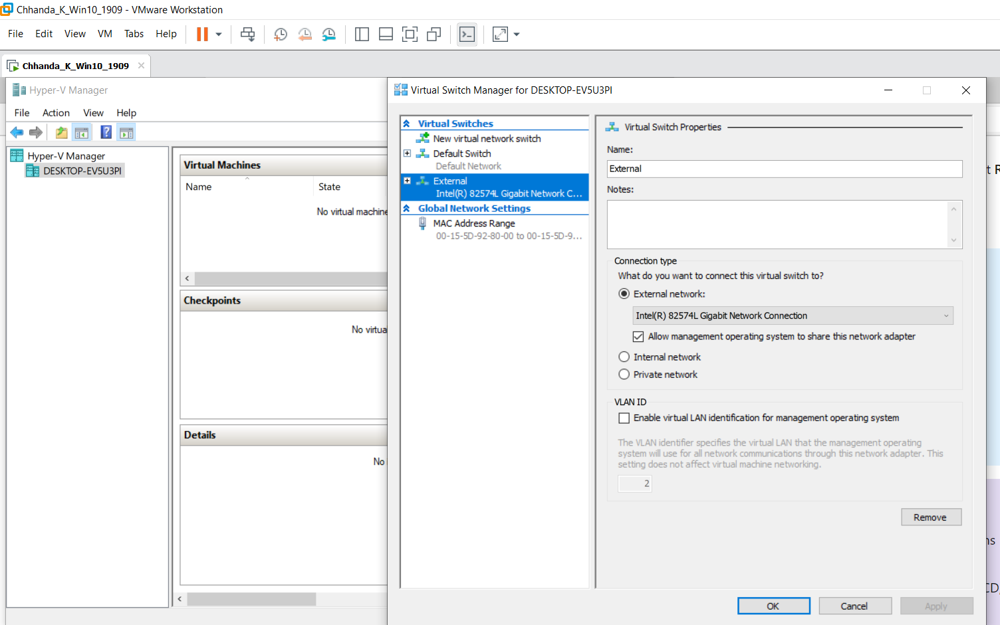 Chhanda_K_Win10_1909 - VMware Workstation
File Edit View VM Tabs Help
Chhanda_K_Win10_1909
Hyper-V Manager
File Action View Help
Hyper-V Manager
DESKTOP-EV5U3PI
Virtual Machines
Name State
No virtual machine
Checkpoints
No virtua
Details
No
Virtual Switch Manager for DESKTOP-EV5U3PI
Virtual Switches
New virtual network switch
Default Switch
Default Network
External
Intel(R) 82574L Gigabit Network C...
Global Network Settings
MAC Address Range
00-15-5D-92-80-00 to 00-15-5D-9...
Virtual Switch Properties
Name:
External
Notes:
Connection type
What do you want to connect this virtual switch to?
External network:
Intel(R) 82574L Gigabit Network Connection
Allow management operating system to share this network adapter
Internal network
Private network
VLAN ID
Enable virtual LAN identification for management operating system
The VLAN identifier specifies the virtual LAN that the management operating
system will use for all network communications through this network adapter. This
setting does not affect virtual machine networking.
2
Remove
OK Cancel Apply
t R
ns
CD,